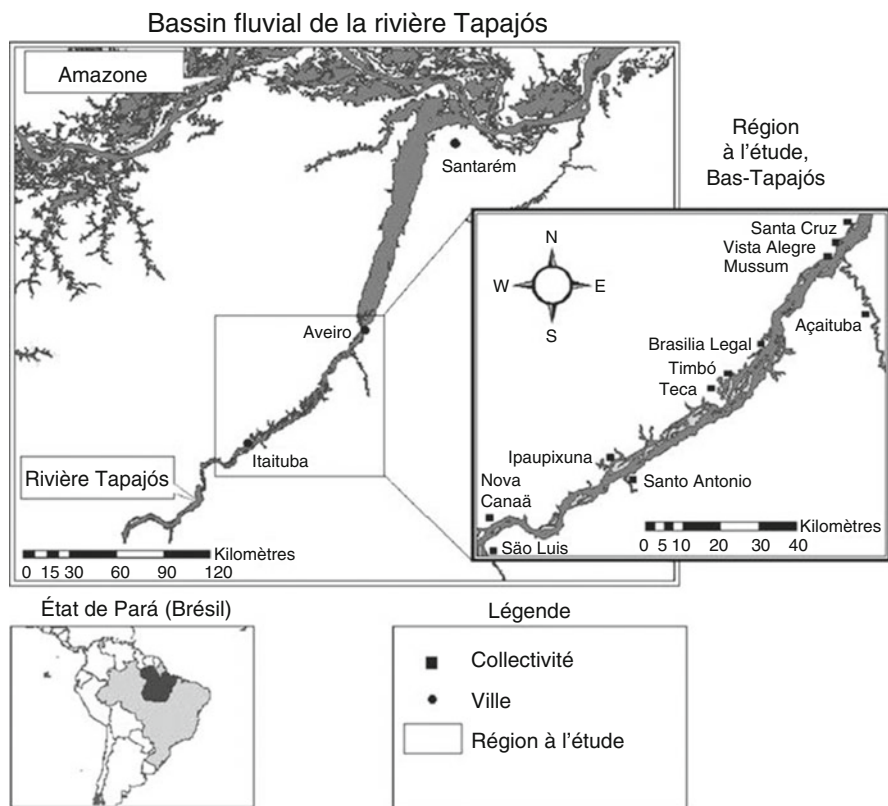 Bassin fluvial de la rivière Tapajós
Amazone
Santarém
Aveiro
Itaituba
Rivière Tapajós
Kilomètres
0 15 30 60 90 120
Région
à l'étude,
Bas-Tapajós
N
W E
S
Santa Cruz
Vista Alegre
Mussum
Açaituba
Brasilia Legal
Timbó
Teca
Ipaupixuna
Santo Antonio
Nova
Canaä
Säo Luis
Kilomètres
0 5 10 20 30 40
État de Pará (Brésil)
Légende
Collectivité
Ville
Région à l'étude